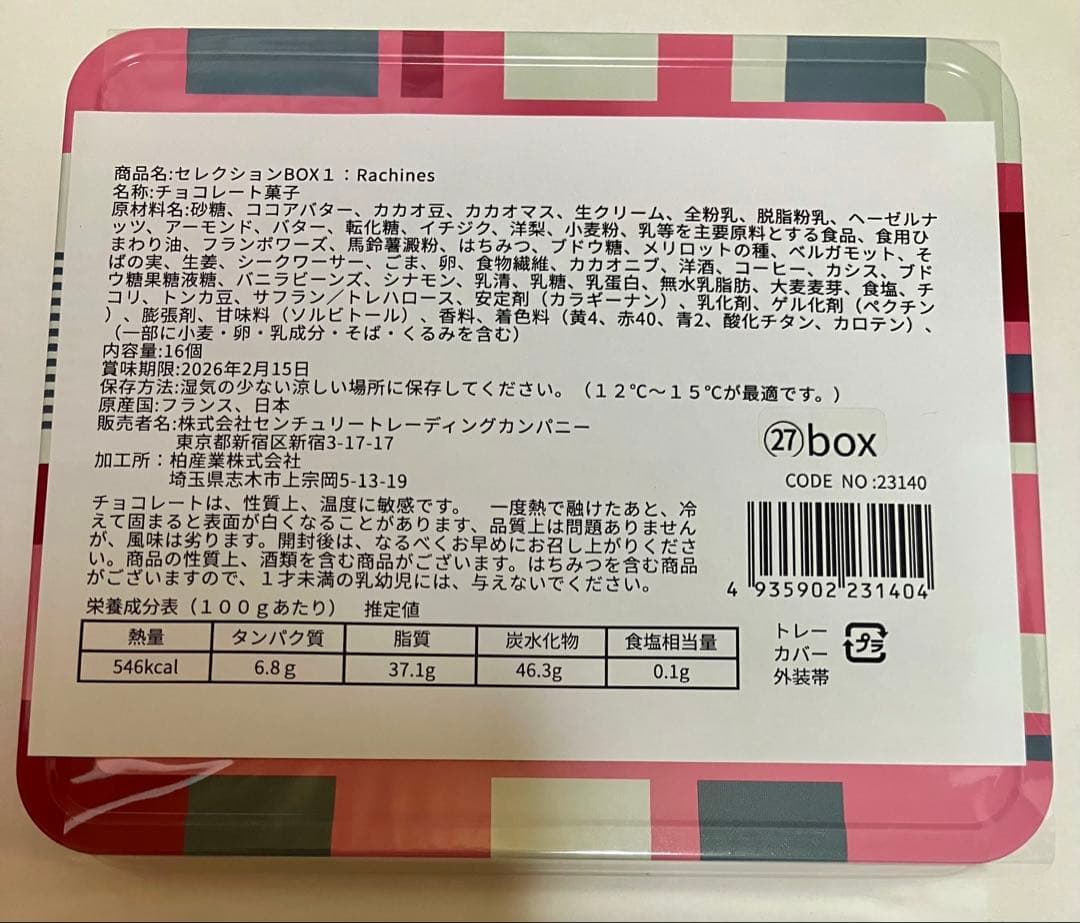 商品名:セレクションBOX1：Rachines
名称:チョコレート菓子
原材料名:砂糖、ココアバター、カカオ豆、カカオマス、生クリーム、全粉乳、脱脂粉乳、ヘーゼルナ
ッツ、アーモンド、バター、転化糖、イチジク、洋梨、小麦粉、乳等を主要原料とする食品、食用ひ
まわり油、フランボワーズ、馬鈴薯澱粉、はちみつ、ブドウ糖、メリロットの種、ベルガモット、そ
ばの実、生姜、シークワーサー、ごま、卵、食物繊維、カカオニブ、洋酒、コーヒー、カシス、ブド
ウ糖果糖液糖、バニラビーンズ、シナモン、乳清、乳糖、乳蛋白、無水乳脂肪、大麦麦芽、食塩、チ
コリ、トンカ豆、サフラン／トレハロース、安定剤（カラギーナン）、乳化剤、ゲル化剤（ペクチン
）、膨張剤、甘味料（ソルビトール）、香料、着色料（黄4、赤40、青2、酸化チタン、カロテン）、
（一部に小麦・卵・乳成分・そば・くるみを含む）
内容量:16個
賞味期限:2026年2月15日
保存方法:湿気の少ない涼しい場所に保存してください。（１２℃～１５℃が最適です。）
原産国:フランス、日本
販売者名:株式会社センチュリートレーディングカンパニー
東京都新宿区新宿3-17-17
加工所：柏産業株式会社
埼玉県志木市上宗岡5-13-19
㉗box
CODE NO :23140
チョコレートは、性質上、温度に敏感です。 一度熱で融けたあと、冷
えて固まると表面が白くなることがあります、品質上は問題ありません
が、風味は劣ります。開封後は、なるべくお早めにお召し上がりくださ
い。商品の性質上、酒類を含む商品がございます。はちみつを含む商品
がございますので、１才未満の乳幼児には、与えないでください。
4 935902 231404
栄養成分表（１００ｇあたり） 推定値
熱量 タンパク質 脂質 炭水化物 食塩相当量
546kcal 6.8ｇ 37.1g 46.3g 0.1g
トレー
カバー
外装帯
プラ